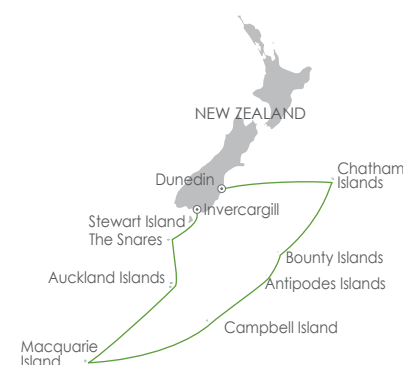 NEW ZEALAND
Dunedin
Chatham
Islands
Invercargill
Stewart Island
The Snares
Bounty Islands
Auckland Islands
Antipodes Islands
Campbell Island
Macquarie
Island